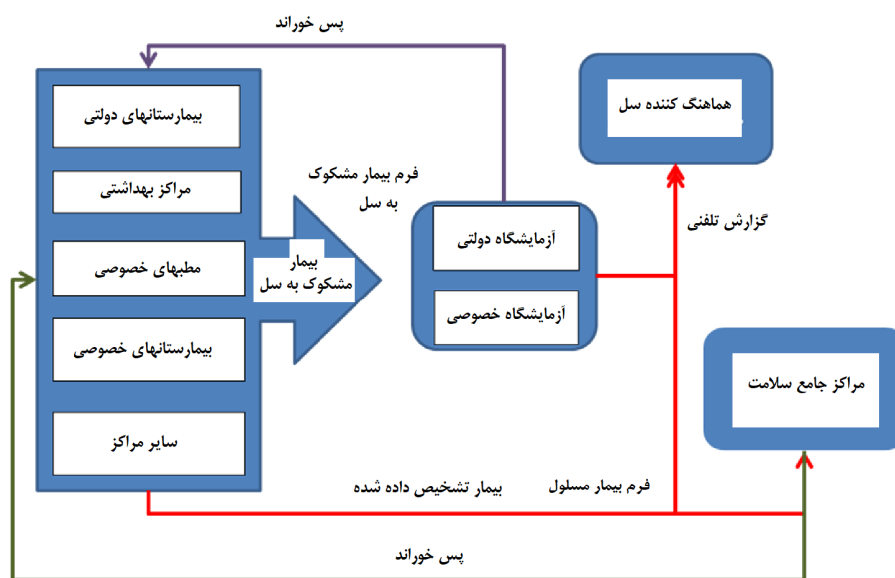 پس خوراند
بیمارستانهای دولتی
مراکز بهداشتی
مطبهای خصوصی
بیمارستانهای خصوصی
سایر مراکز
بیمار
مشکوک به سل
فرم بیمار مشکوک
به سل
آزمایشگاه دولتی
آزمایشگاه خصوصی
هماهنگ کننده سل
گزارش تلفنی
مراکز جامع سلامت
بیمار تشخیص داده شده
فرم بیمار مسلول
پس خوراند